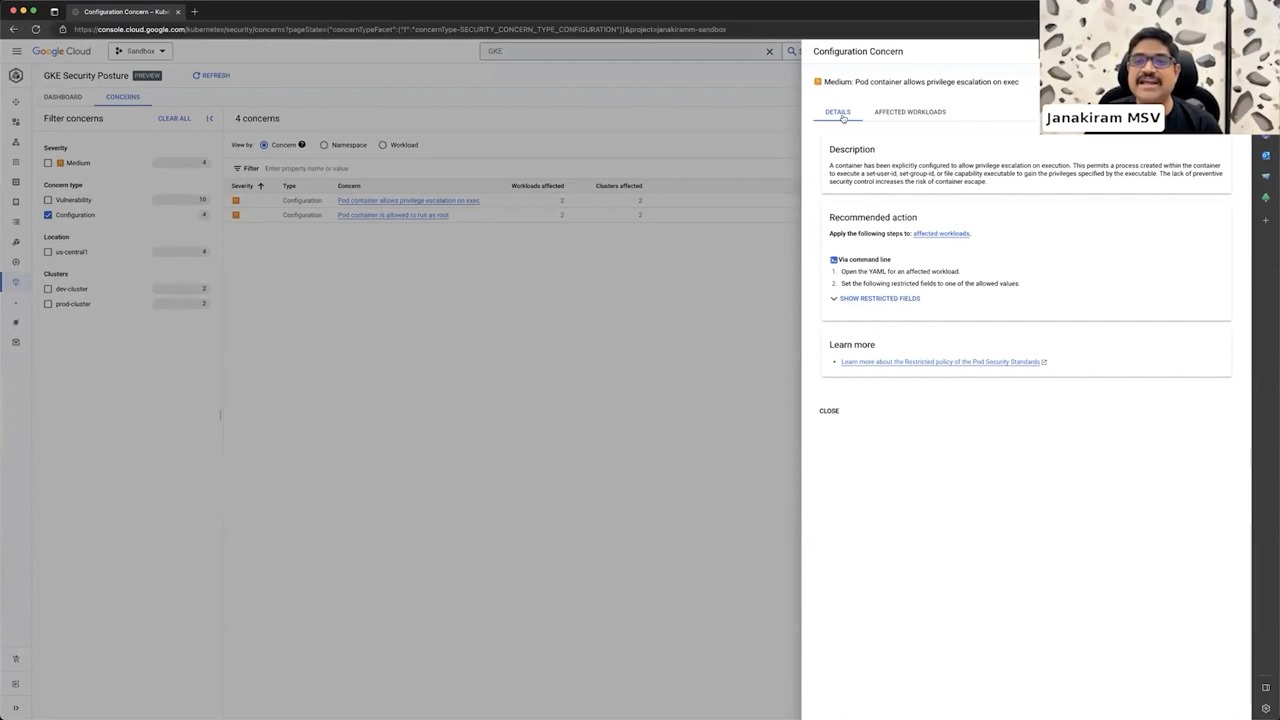 Configuration Concern – Kube
https://console.cloud.google.com/kubernetes/security/concerns?pageState=("concernTypeFacet":("f":"concernType~SECURITY_CONCERN_TYPE_CONFIGURATION"))&project=janakiramm-sandbox
Google Cloud
Sandbox
GKE
Configuration Concern
GKE Security Posture
PREVIEW
REFRESH
Medium: Pod container allows privilege escalation on exec
DASHBOARD
CONCERNS
DETAILS
AFFECTED WORKLOADS
Janakiram MSV
Filter concerns
CLEAR ALL
4 concerns
Severity
Medium
4
Concern type
Vulnerability
10
Configuration
4
Location
us-central1
4
Clusters
dev-cluster
2
prod-cluster
2
View by:
Concern
Namespace
Workload
Filter
Enter property name or value
Severity
Type
Concern
Workloads affected
Clusters affected
Configuration
Pod container allows privilege escalation on exec
2
2
Configuration
Pod container is allowed to run as root
2
2
Description
A container has been explicitly configured to allow privilege escalation on execution. This permits a process created within the container
to execute a set-user-id, set-group-id, or file capability executable to gain the privileges specified by the executable. The lack of preventive
security control increases the risk of container escape.
Recommended action
Apply the following steps to: affected workloads.
Via command line
1. Open the YAML for an affected workload.
2. Set the following restricted fields to one of the allowed values:
SHOW RESTRICTED FIELDS
Learn more
• Learn more about the Restricted policy of the Pod Security Standards
CLOSE